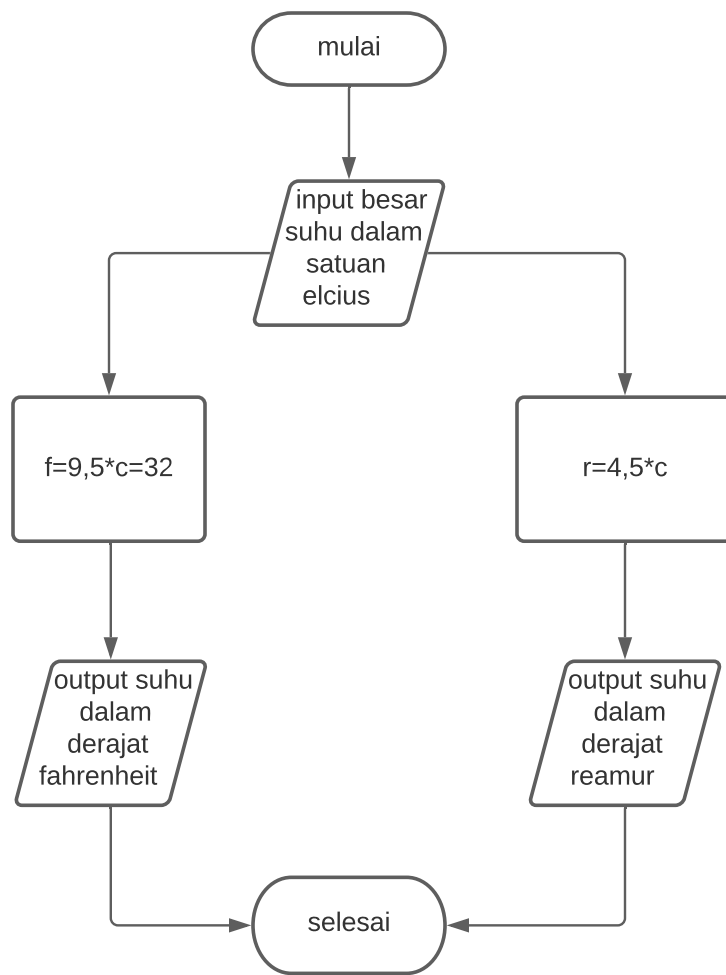 mulai
input besar
suhu dalam
satuan
elcius
f=9,5*c=32
r=4,5*c
output suhu
dalam
derajat
fahrenheit
output suhu
dalam
derajat
reamur
selesai